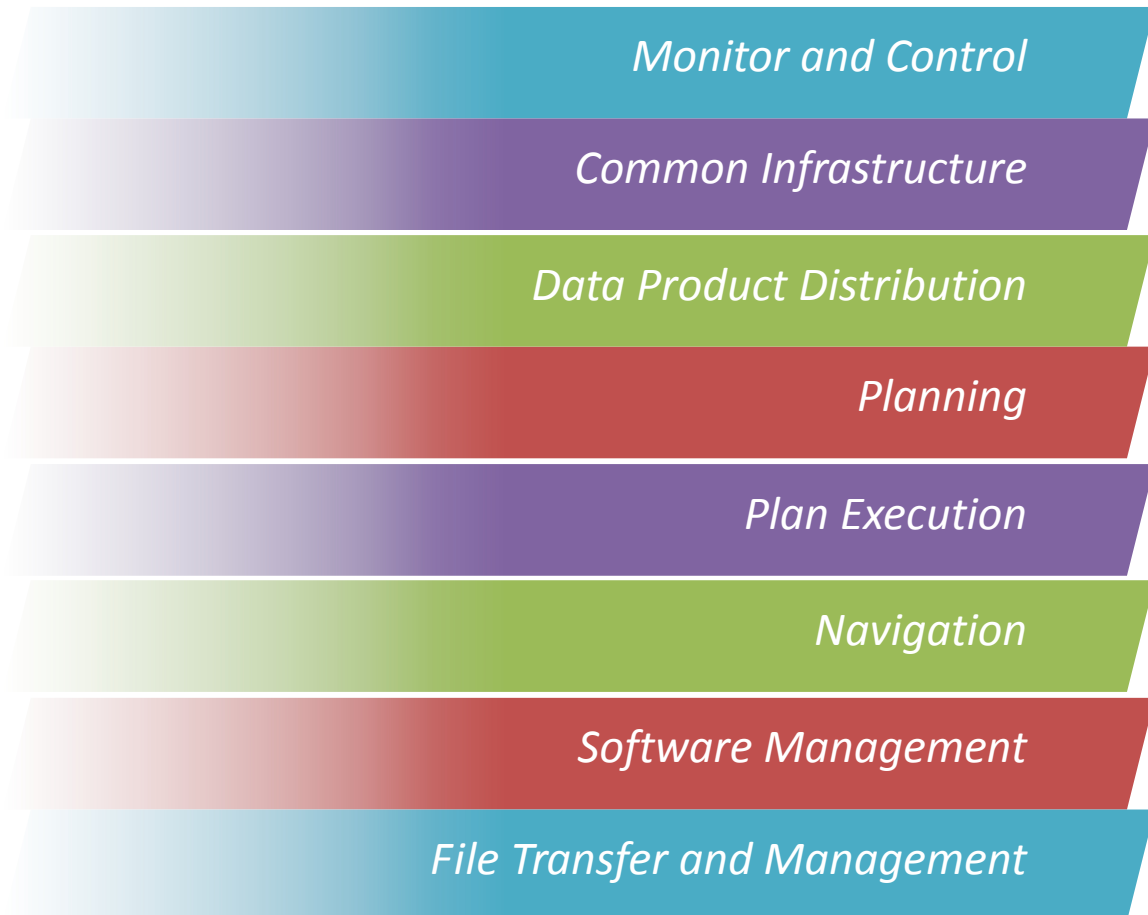 Monitor and Control
Common Infrastructure
Data Product Distribution
Planning
Plan Execution
Navigation
Software Management
File Transfer and Management